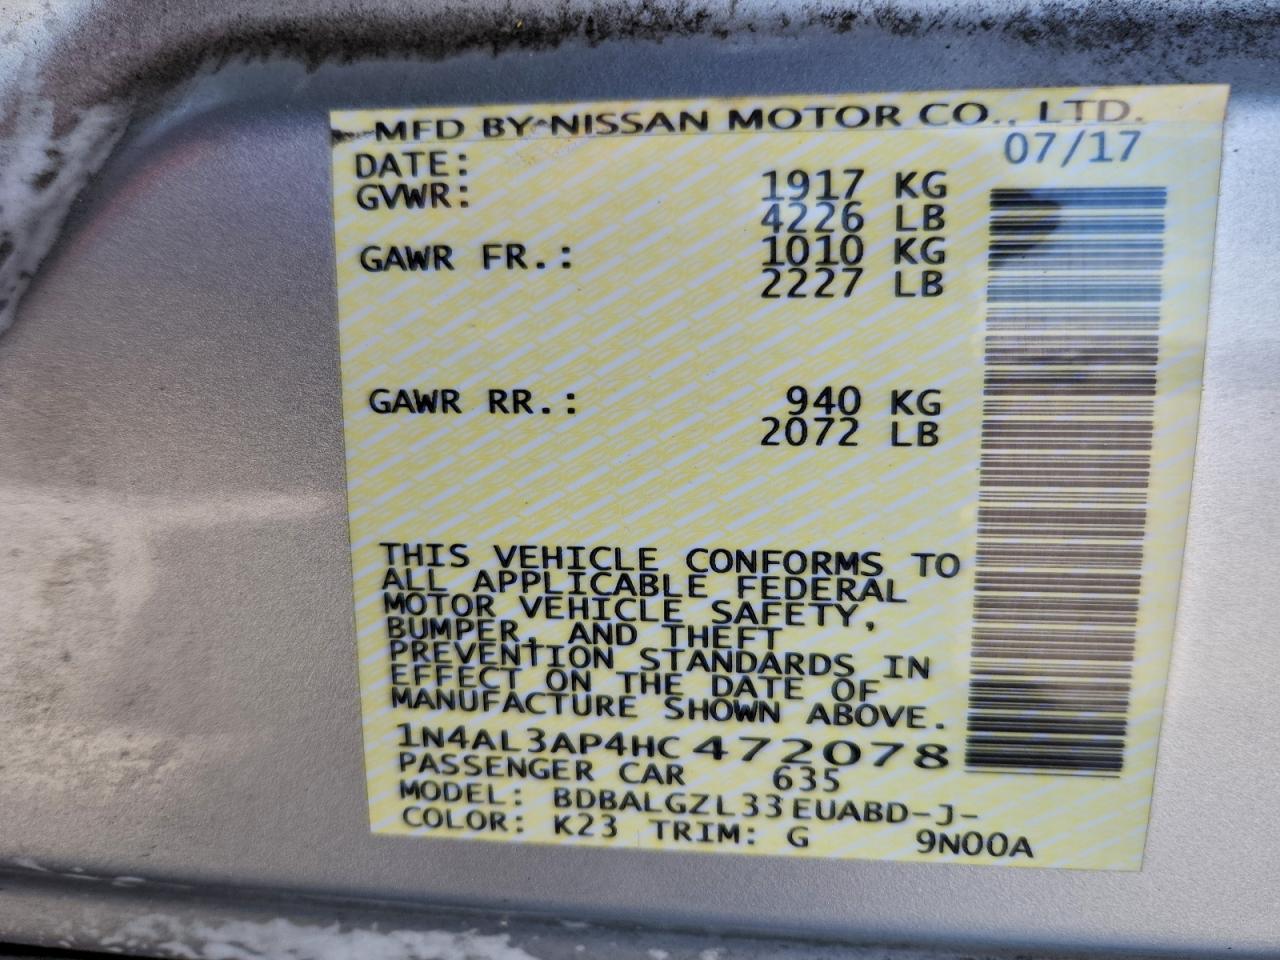 MFD BY NISSAN MOTOR CO., LTD.
DATE: 07/17
GVWR: 1917 KG
4226 LB
GAWR FR.: 1010 KG
2227 LB
GAWR RR.: 940 KG
2072 LB
THIS VEHICLE CONFORMS TO
ALL APPLICABLE FEDERAL
MOTOR VEHICLE SAFETY,
BUMPER, AND THEFT
PREVENTION STANDARDS IN
EFFECT ON THE DATE OF
MANUFACTURE SHOWN ABOVE.
1N4AL3AP4HC472078
PASSENGER CAR 635
MODEL: BDBALGZL33EUABD-J-
COLOR: K23 TRIM: G 9N00A